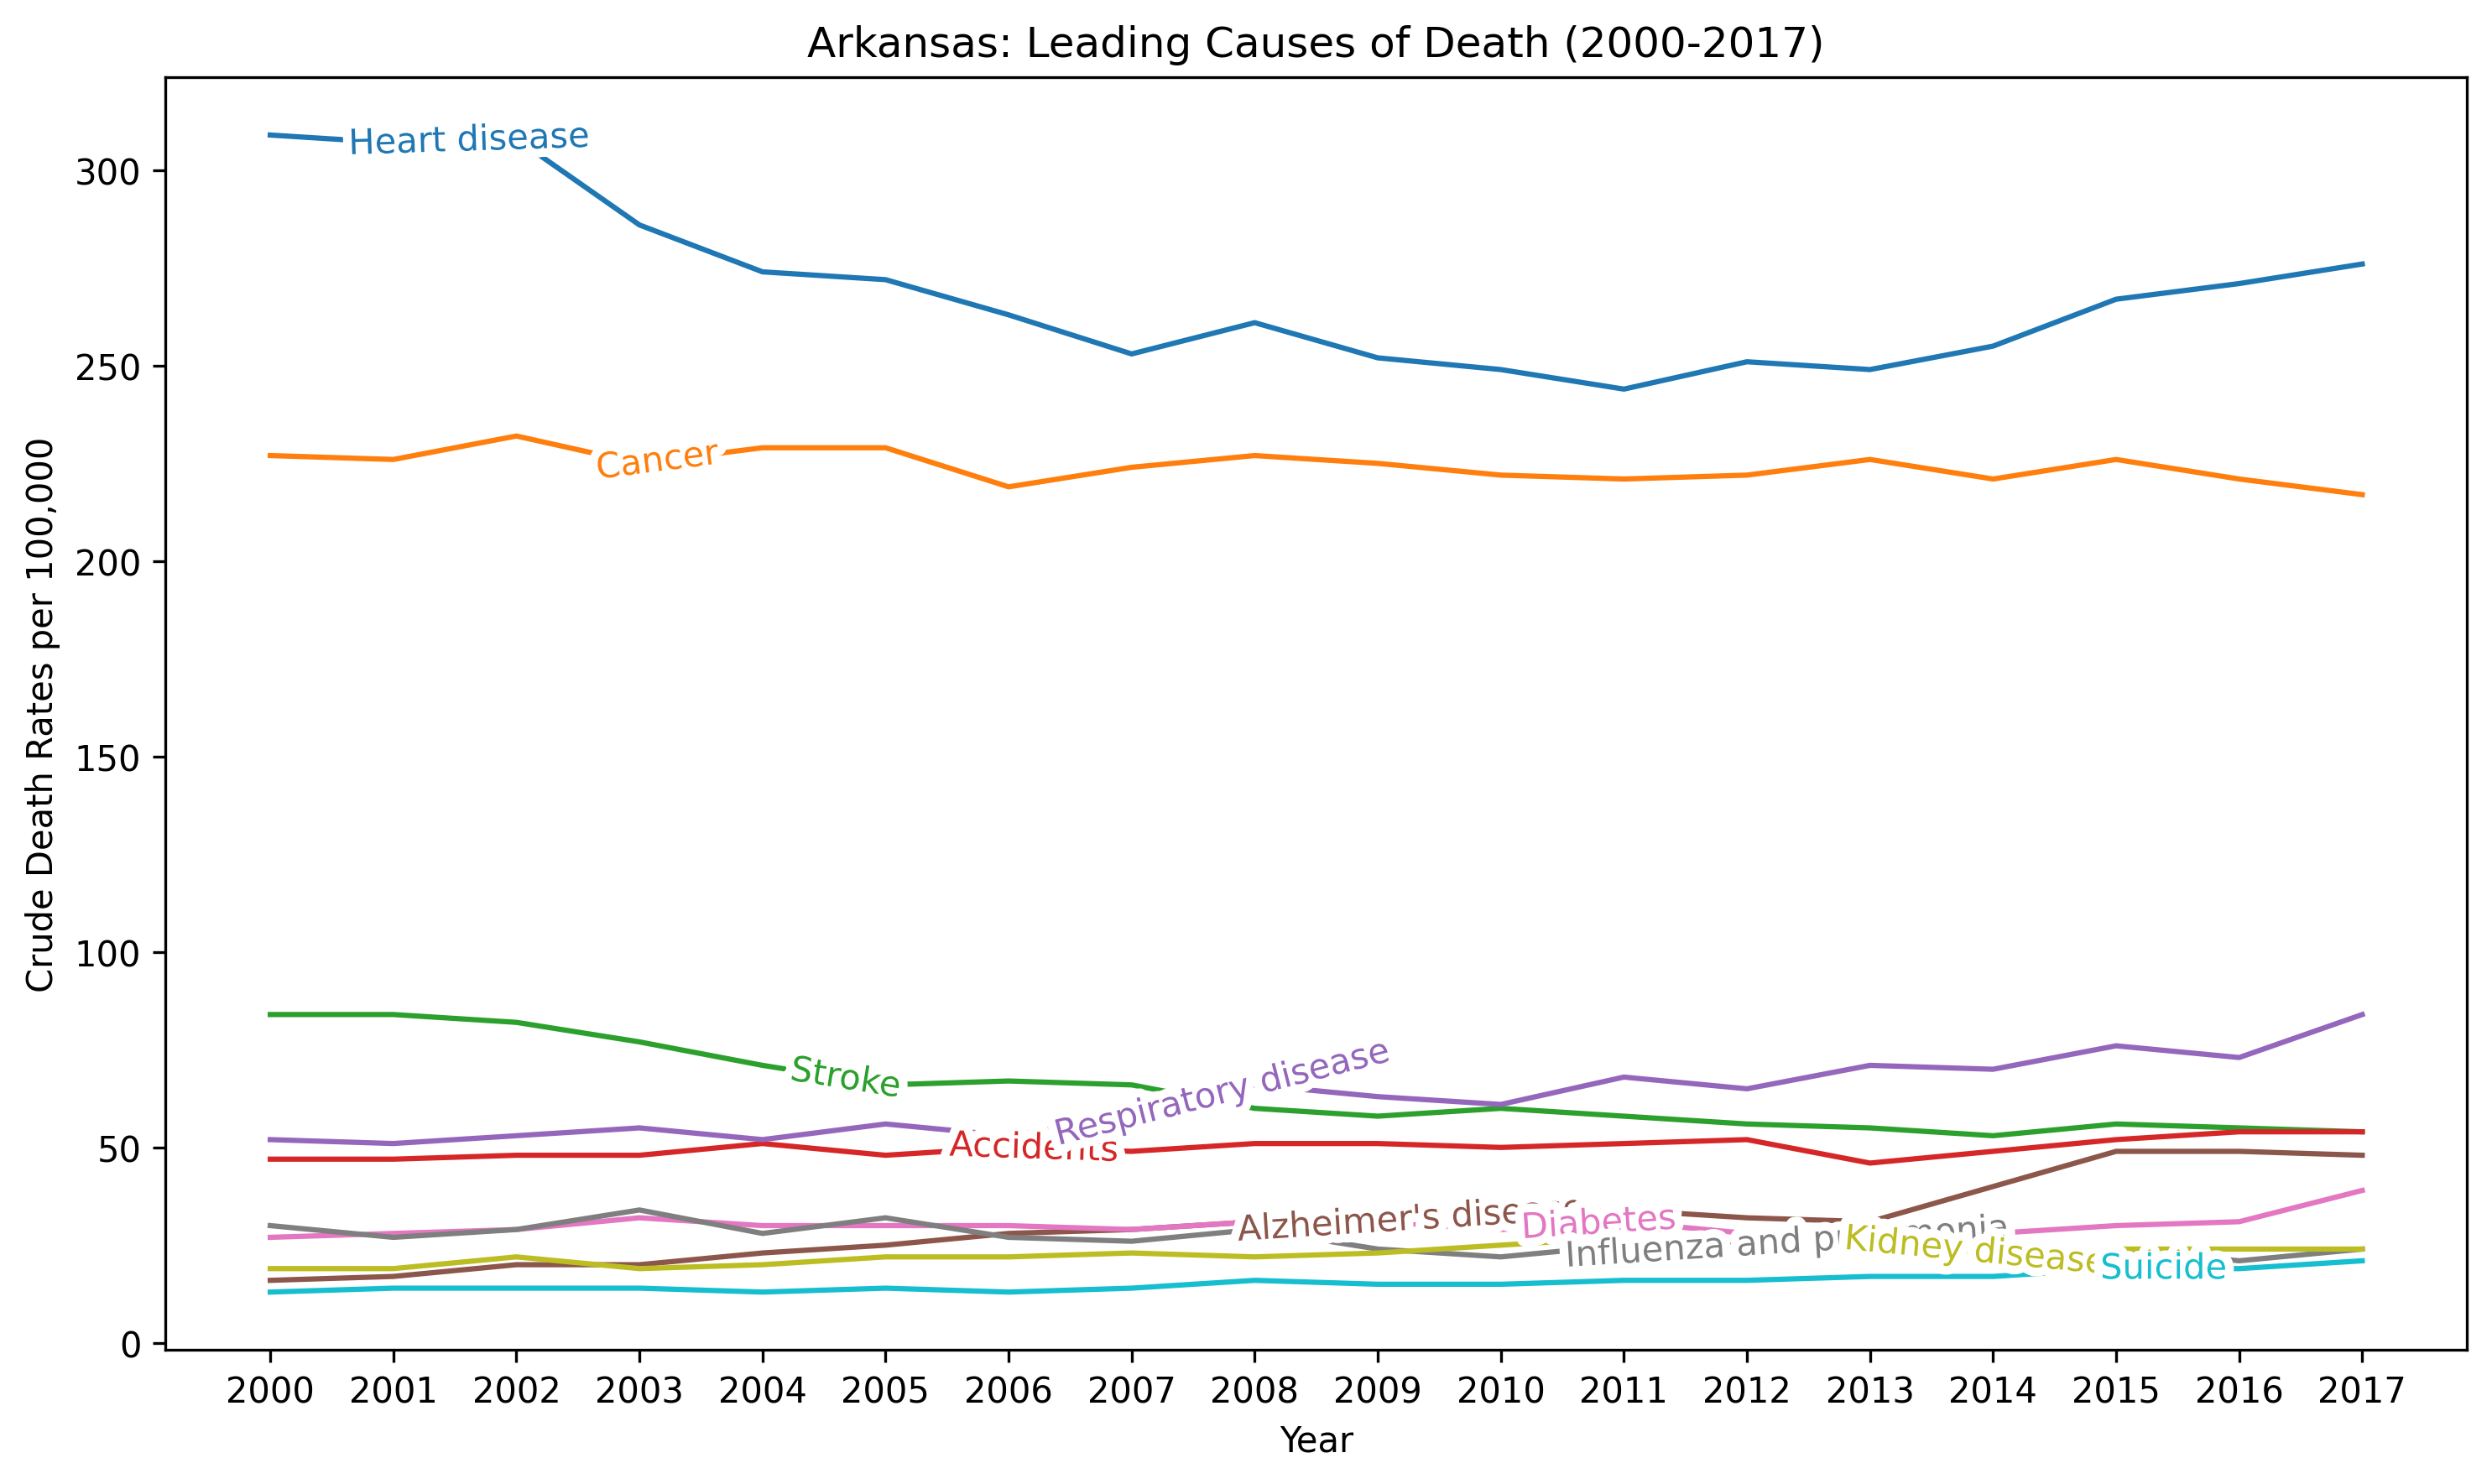 Arkansas: Leading Causes of Death (2000-2017)
Crude Death Rates per 100,000
300
250
200
150
100
50
0
Heart disease
Cancer
Stroke
Respiratory disease
Accidents
Alzheimer's disease
Diabetes
Influenza and pneumonia
Kidney disease
Suicide
2000 2001 2002 2003 2004 2005 2006 2007 2008 2009 2010 2011 2012 2013 2014 2015 2016 2017
Year